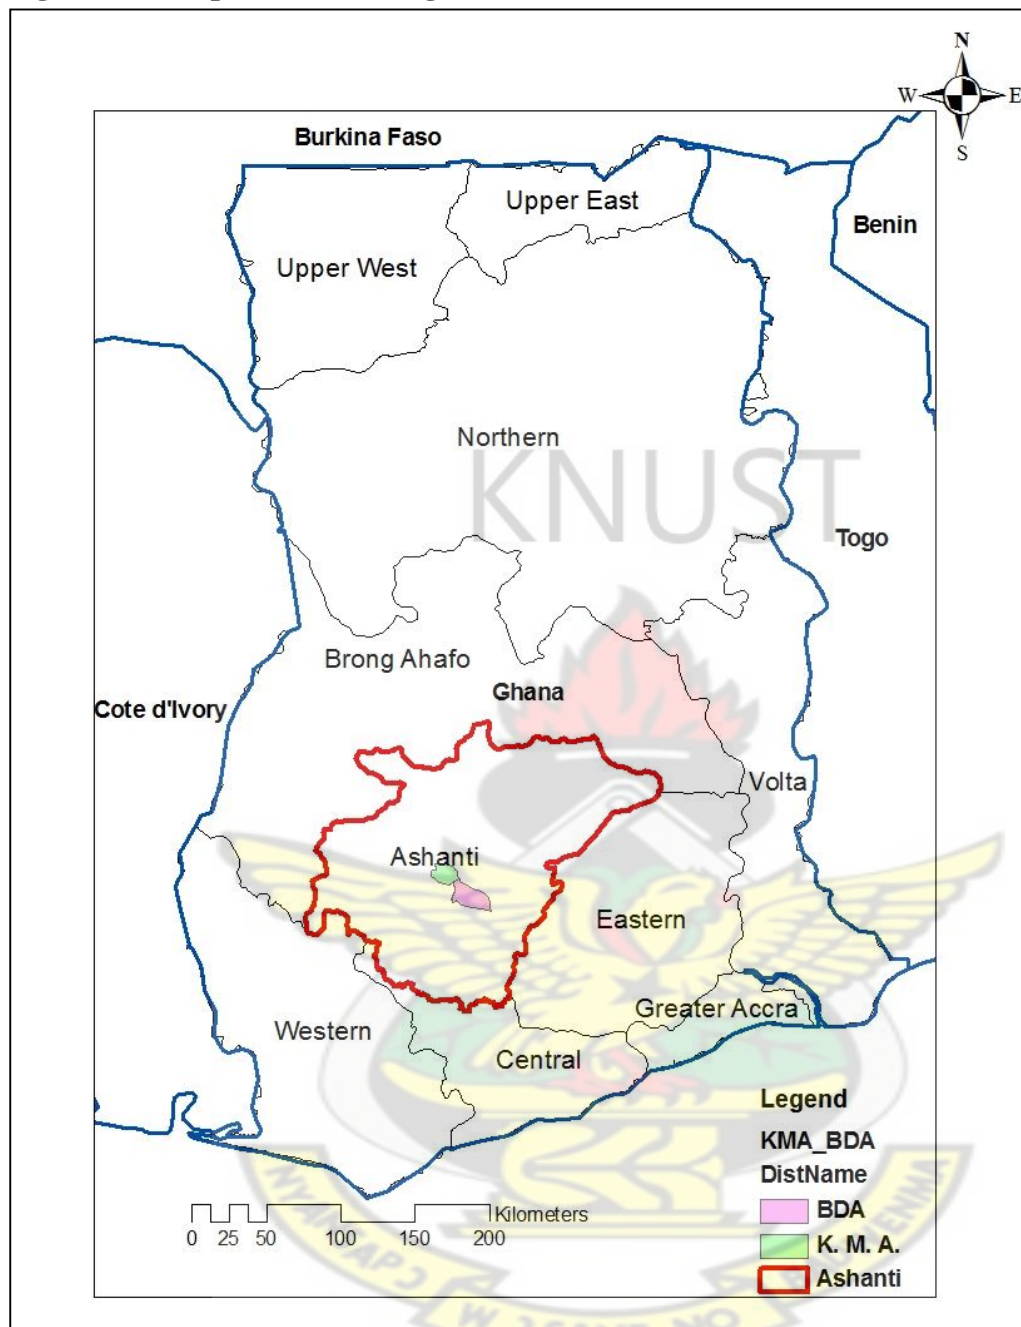 N
W E
S
Burkina Faso
Upper East
Benin
Upper West
Northern
KNUST
Togo
Brong Ahafo
Ghana
Cote d'Ivory
Volta
Ashanti
Eastern
Greater Accra
Western
Central
Legend
KMA_BDA
DistName
BDA
K. M. A.
Ashanti
Kilometers
0 25 50 100 150 200